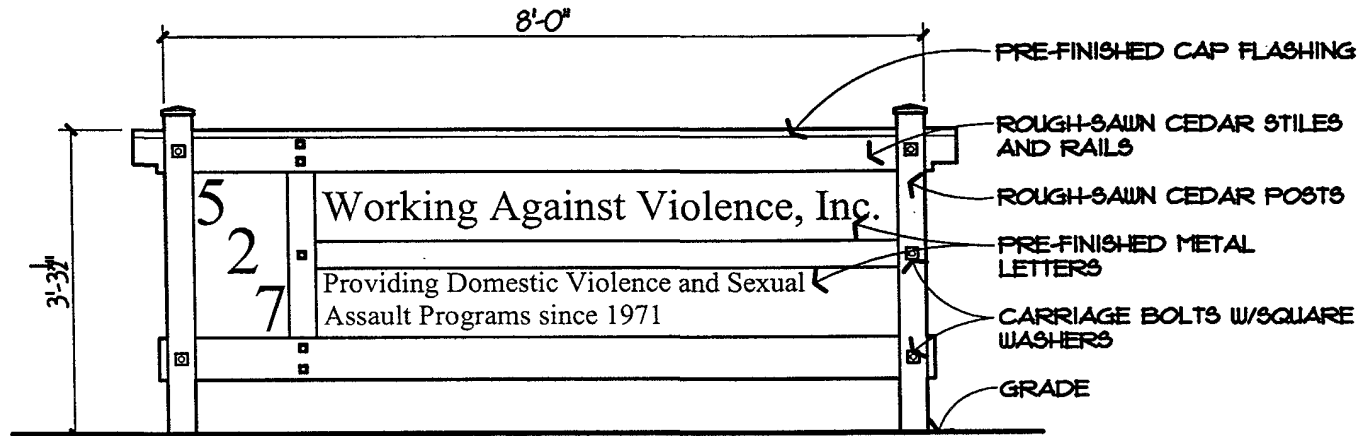 8'-0"
PRE-FINISHED CAP FLASHING
ROUGH-SAWN CEDAR STILES
AND RAILS
ROUGH-SAWN CEDAR POSTS
PRE-FINISHED METAL
LETTERS
CARRIAGE BOLTS W/SQUARE
WASHERS
GRADE
3'-3½"
5
2
7
Working Against Violence, Inc.
Providing Domestic Violence and Sexual
Assault Programs since 1971